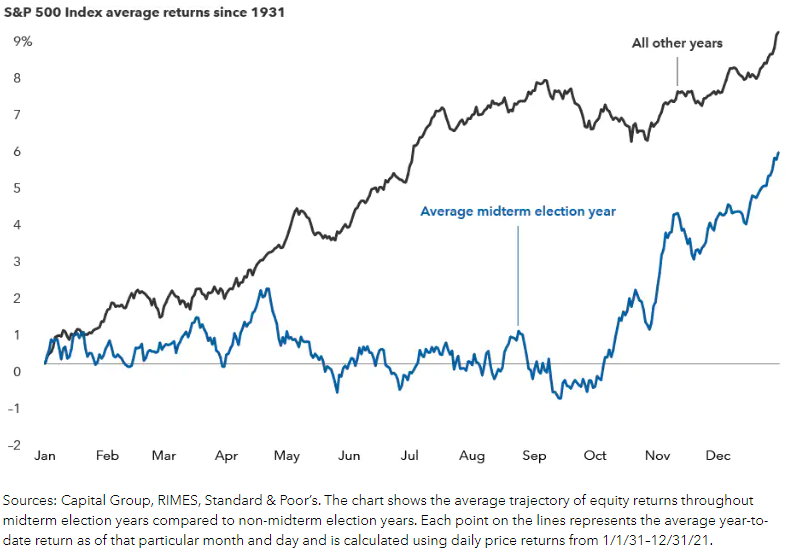 S&P 500 Index average returns since 1931
9%
All other years
8
7
6
5
Average midterm election year
4
3
2
1
0
-1
-2
Jan Feb Mar Apr May Jun Jul Aug Sep Oct Nov Dec
Sources: Capital Group, RIMES, Standard & Poor’s. The chart shows the average trajectory of equity returns throughout
midterm election years compared to non-midterm election years. Each point on the lines represents the average year-to-
date return as of that particular month and day and is calculated using daily price returns from 1/1/31-12/31/21.